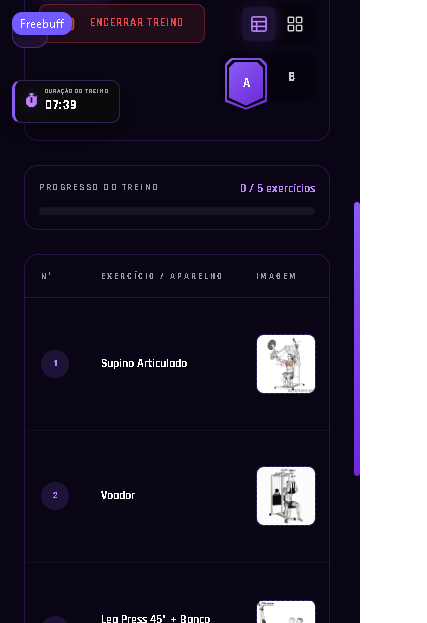 Freebuff
ENCERRAR TREINO
A
B
DURAÇÃO DO TREINO
07:39
PROGRESSO DO TREINO
0 / 5 exercícios
Nº
EXERCÍCIO / APARELHO
IMAGEM
1
Supino Articulado
2
Voador
Leg Press 45° + Banco